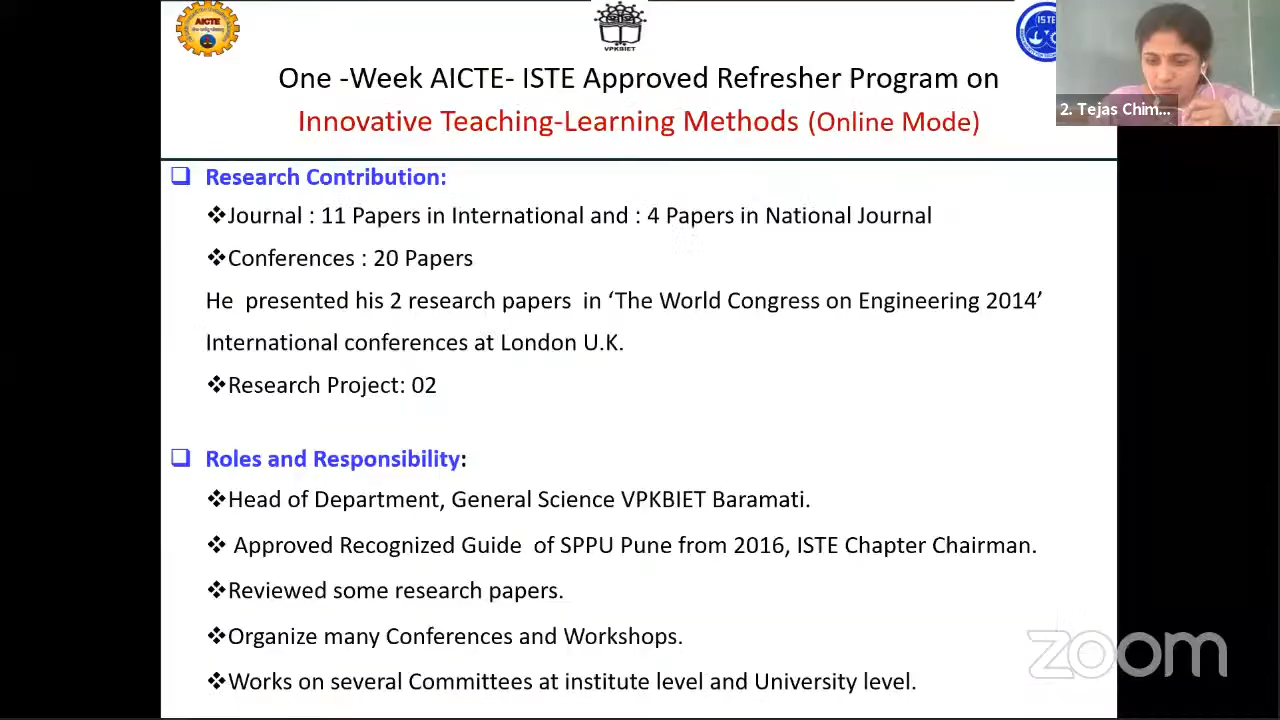 AICTE
VPKBIET
ISTE
2. Tejas Chim...
One -Week AICTE- ISTE Approved Refresher Program on
Innovative Teaching-Learning Methods (Online Mode)
Research Contribution:
Journal : 11 Papers in International and : 4 Papers in National Journal
Conferences : 20 Papers
He presented his 2 research papers in ‘The World Congress on Engineering 2014’
International conferences at London U.K.
Research Project: 02
Roles and Responsibility:
Head of Department, General Science VPKBIET Baramati.
Approved Recognized Guide of SPPU Pune from 2016, ISTE Chapter Chairman.
Reviewed some research papers.
Organize many Conferences and Workshops.
Works on several Committees at institute level and University level.
zoom